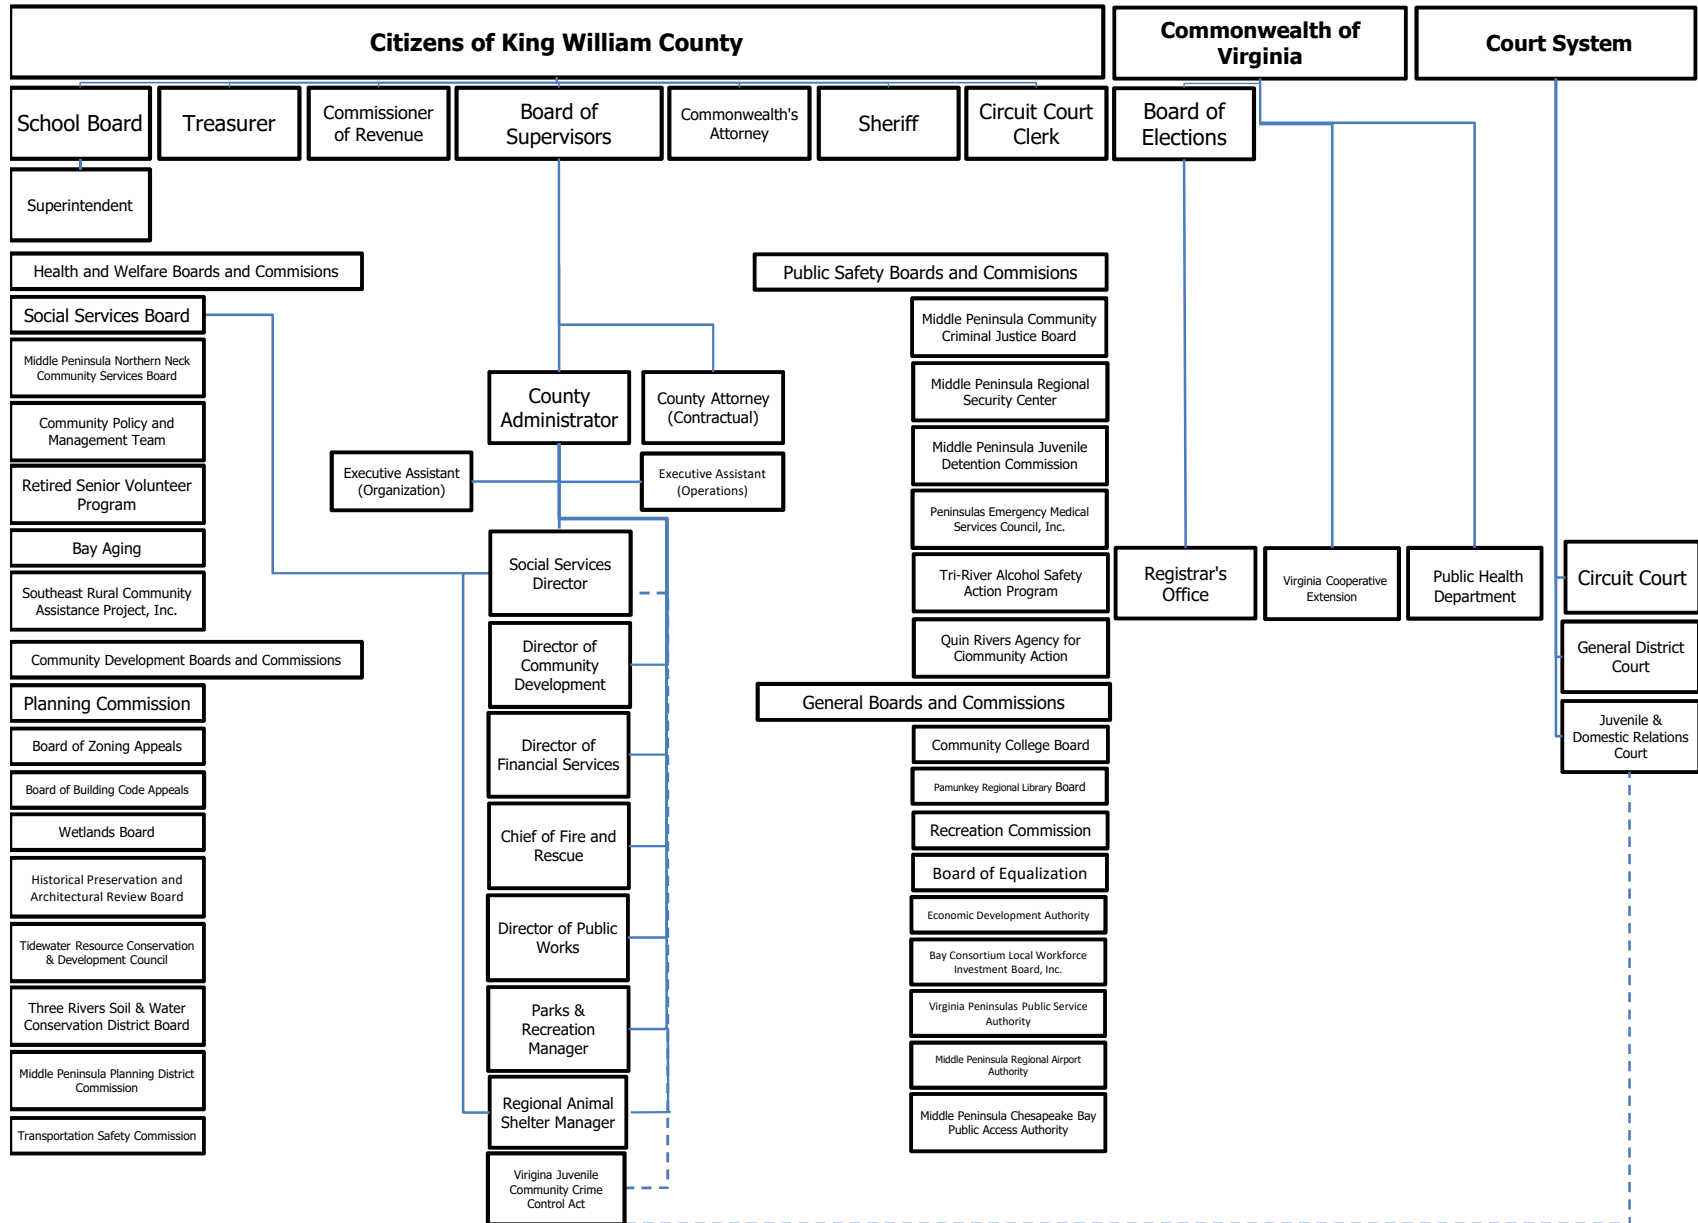 Citizens of King William County
Commonwealth of
Virginia
Court System
School Board
Treasurer
Commissioner
of Revenue
Board of
Supervisors
Commonwealth's
Attorney
Sheriff
Circuit Court
Clerk
Board of
Elections
Superintendent
Health and Welfare Boards and Commisions
Social Services Board
Middle Peninsula Northern Neck
Community Services Board
Community Policy and
Management Team
Retired Senior Volunteer
Program
Bay Aging
Southeast Rural Community
Assistance Project, Inc.
Community Development Boards and Commissions
Planning Commission
Board of Zoning Appeals
Board of Building Code Appeals
Wetlands Board
Historical Preservation and
Architectural Review Board
Tidewater Resource Conservation
& Development Council
Three Rivers Soil & Water
Conservation District Board
Middle Peninsula Planning District
Commission
Transportation Safety Commission
County
Administrator
County Attorney
(Contractual)
Executive Assistant
(Organization)
Executive Assistant
(Operations)
Social Services
Director
Director of
Community
Development
Director of
Financial Services
Chief of Fire and
Rescue
Director of Public
Works
Parks &
Recreation
Manager
Regional Animal
Shelter Manager
Virigina Juvenile
Community Crime
Control Act
Public Safety Boards and Commisions
Middle Peninsula Community
Criminal Justice Board
Middle Peninsula Regional
Security Center
Middle Peninsula Juvenile
Detention Commission
Peninsulas Emergency Medical
Services Council, Inc.
Tri-River Alcohol Safety
Action Program
Quin Rivers Agency for
Ciommunity Action
General Boards and Commissions
Community College Board
Pamunkey Regional Library Board
Recreation Commission
Board of Equalization
Economic Development Authority
Bay Consortium Local Workforce
Investment Board, Inc.
Virginia Peninsulas Public Service
Authority
Middle Peninsula Regional Airport
Authority
Middle Peninsula Chesapeake Bay
Public Access Authority
Registrar's
Office
Virginia Cooperative
Extension
Public Health
Department
Circuit Court
General District
Court
Juvenile &
Domestic Relations
Court